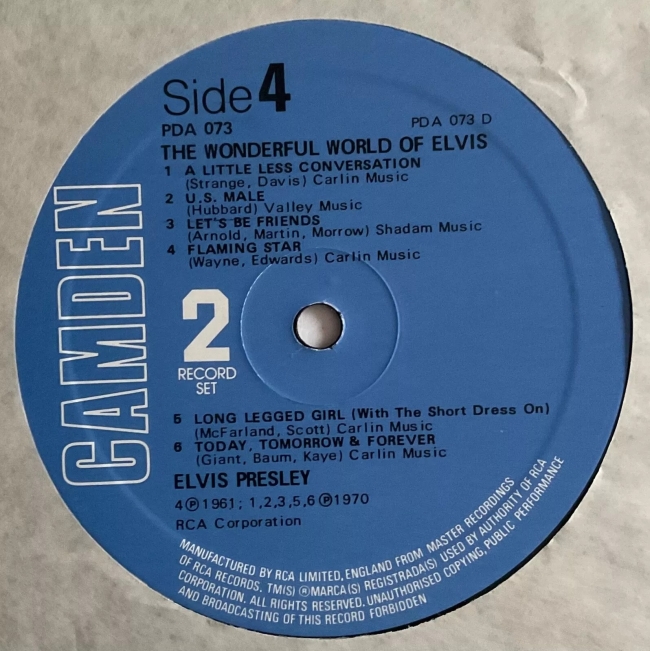 Side 4
PDA 073
PDA 073 D
THE WONDERFUL WORLD OF ELVIS
1 A LITTLE LESS CONVERSATION
(Strange, Davis) Carlin Music
2 U.S. MALE
(Hubbard) Valley Music
3 LET'S BE FRIENDS
(Arnold, Martin, Morrow) Shadam Music
4 FLAMING STAR
(Wayne, Edwards) Carlin Music
CAMDEN
2
RECORD
SET
5 LONG LEGGED GIRL (With The Short Dress On)
(McFarland, Scott) Carlin Music
6 TODAY, TOMORROW & FOREVER
(Giant, Baum, Kaye) Carlin Music
ELVIS PRESLEY
4 ℗ 1961; 1,2,3,5,6 ℗ 1970
RCA Corporation
MANUFACTURED BY RCA LIMITED, ENGLAND FROM MASTER RECORDINGS
OF RCA RECORDS. TM(S) ® MARCA(S) REGISTRADA(S) USED BY AUTHORITY OF RCA
CORPORATION. ALL RIGHTS RESERVED. UNAUTHORISED COPYING, PUBLIC PERFORMANCE
AND BROADCASTING OF THIS RECORD FORBIDDEN